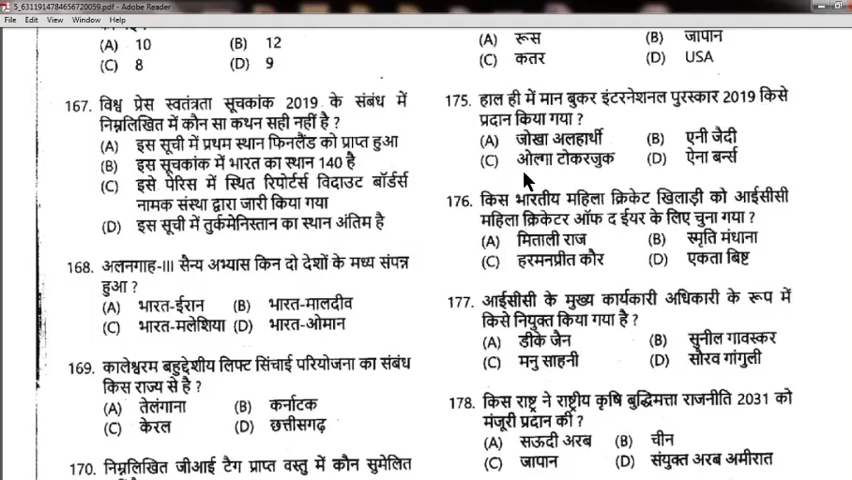 5_6311914784656720059.pdf - Adobe Reader
File Edit View Window Help
(A) 10 (B) 12
(C) 8 (D) 9
167. विश्व प्रेस स्वतंत्रता सूचकांक 2019 के संबंध में
निम्नलिखित में कौन सा कथन सही नहीं है ?
(A) इस सूची में प्रथम स्थान फिनलैंड को प्राप्त हुआ
(B) इस सूचकांक में भारत का स्थान 140 है
(C) इसे पेरिस में स्थित रिपोर्टर्स विदाउट बॉर्डर्स
नामक संस्था द्वारा जारी किया गया
(D) इस सूची में तुर्कमेनिस्तान का स्थान अंतिम है
168. अलनगाह-III सैन्य अभ्यास किन दो देशों के मध्य संपन्न
हुआ ?
(A) भारत-ईरान (B) भारत-मालदीव
(C) भारत-मलेशिया (D) भारत-ओमान
169. कालेश्वरम बहुद्देशीय लिफ्ट सिंचाई परियोजना का संबंध
किस राज्य से है ?
(A) तेलंगाना (B) कर्नाटक
(C) केरल (D) छत्तीसगढ़
170. निम्नलिखित जीआई टैग प्राप्त वस्तु में कौन सुमेलित
(A) रूस (B) जापान
(C) कतर (D) USA
175. हाल ही में मान बुकर इंटरनेशनल पुरस्कार 2019 किसे
प्रदान किया गया ?
(A) जोखा अलहार्थी (B) एनी जैदी
(C) ओल्गा टोकरजुक (D) ऐना बर्न्स
176. किस भारतीय महिला क्रिकेट खिलाड़ी को आईसीसी
महिला क्रिकेटर ऑफ द ईयर के लिए चुना गया ?
(A) मिताली राज (B) स्मृति मंधाना
(C) हरमनप्रीत कौर (D) एकता बिष्ट
177. आईसीसी के मुख्य कार्यकारी अधिकारी के रूप में
किसे नियुक्त किया गया है ?
(A) डीके जैन (B) सुनील गावस्कर
(C) मनु साहनी (D) सौरव गांगुली
178. किस राष्ट्र ने राष्ट्रीय कृषि बुद्धिमत्ता राजनीति 2031 को
मंजूरी प्रदान की ?
(A) सऊदी अरब (B) चीन
(C) जापान (D) संयुक्त अरब अमीरात